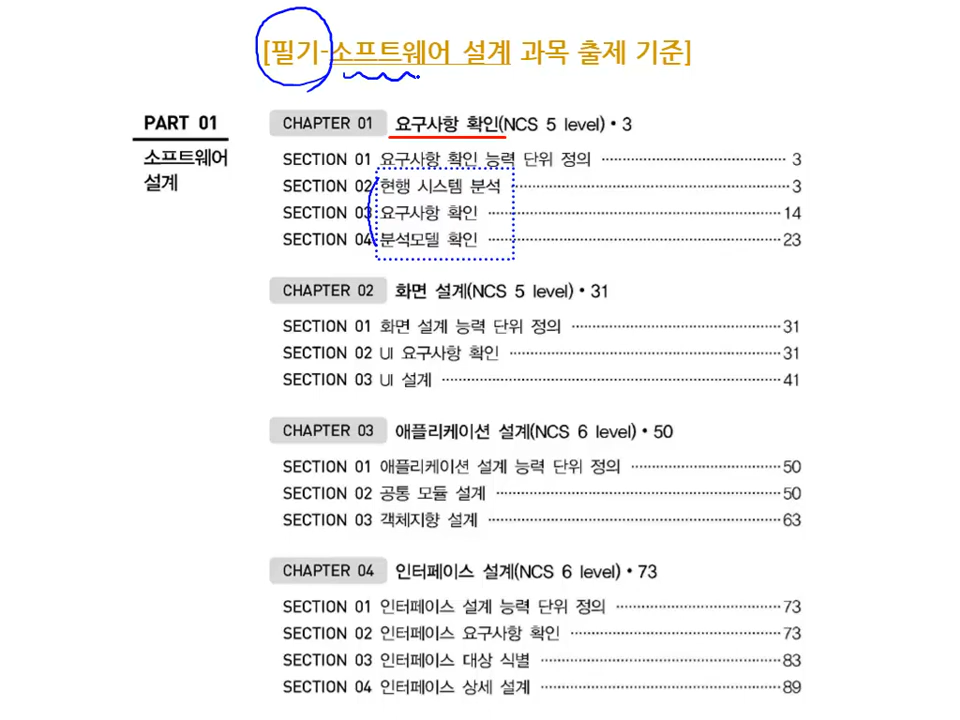 [필기-소프트웨어 설계 과목 출제 기준]
PART 01
소프트웨어
설계
CHAPTER 01 요구사항 확인(NCS 5 level) • 3
SECTION 01 요구사항 확인 능력 단위 정의 3
SECTION 02 현행 시스템 분석 3
SECTION 03 요구사항 확인 14
SECTION 04 분석모델 확인 23
CHAPTER 02 화면 설계(NCS 5 level) • 31
SECTION 01 화면 설계 능력 단위 정의 31
SECTION 02 UI 요구사항 확인 31
SECTION 03 UI 설계 41
CHAPTER 03 애플리케이션 설계(NCS 6 level) • 50
SECTION 01 애플리케이션 설계 능력 단위 정의 50
SECTION 02 공통 모듈 설계 50
SECTION 03 객체지향 설계 63
CHAPTER 04 인터페이스 설계(NCS 6 level) • 73
SECTION 01 인터페이스 설계 능력 단위 정의 73
SECTION 02 인터페이스 요구사항 확인 73
SECTION 03 인터페이스 대상 식별 83
SECTION 04 인터페이스 상세 설계 89